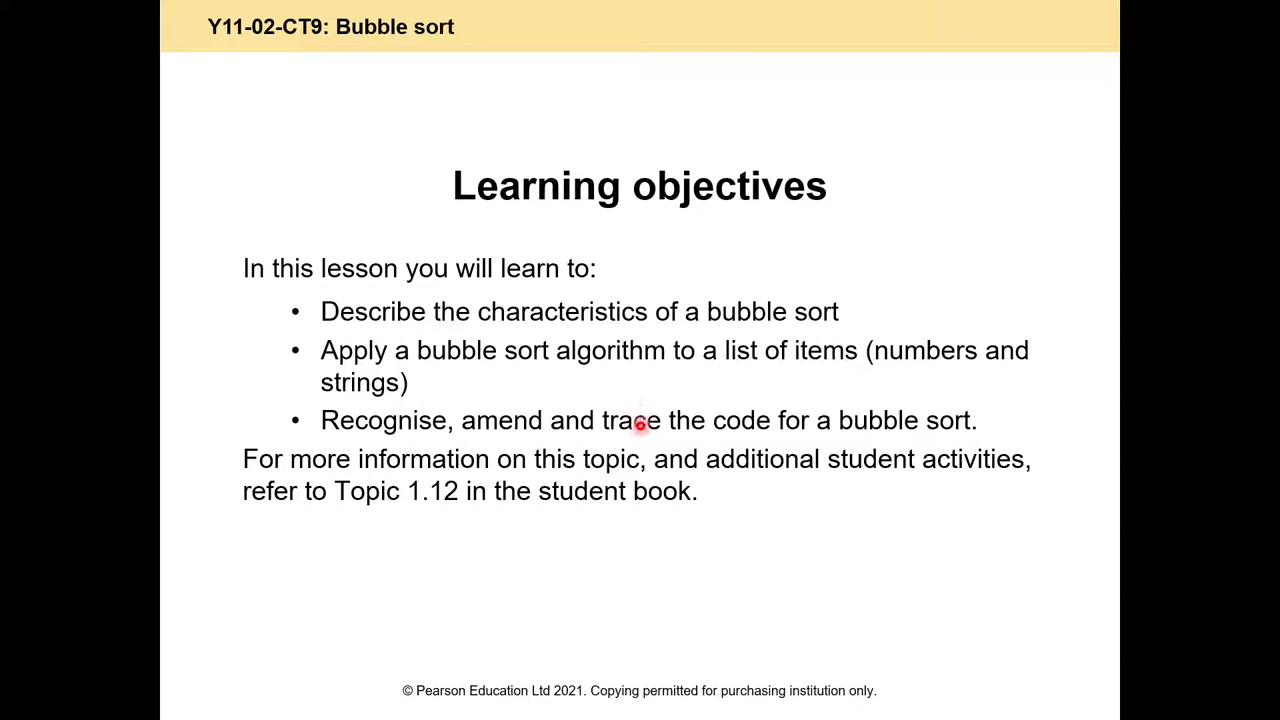 Y11-02-CT9: Bubble sort
Learning objectives
In this lesson you will learn to:
• Describe the characteristics of a bubble sort
• Apply a bubble sort algorithm to a list of items (numbers and
strings)
• Recognise, amend and trace the code for a bubble sort.
For more information on this topic, and additional student activities,
refer to Topic 1.12 in the student book.
© Pearson Education Ltd 2021. Copying permitted for purchasing institution only.